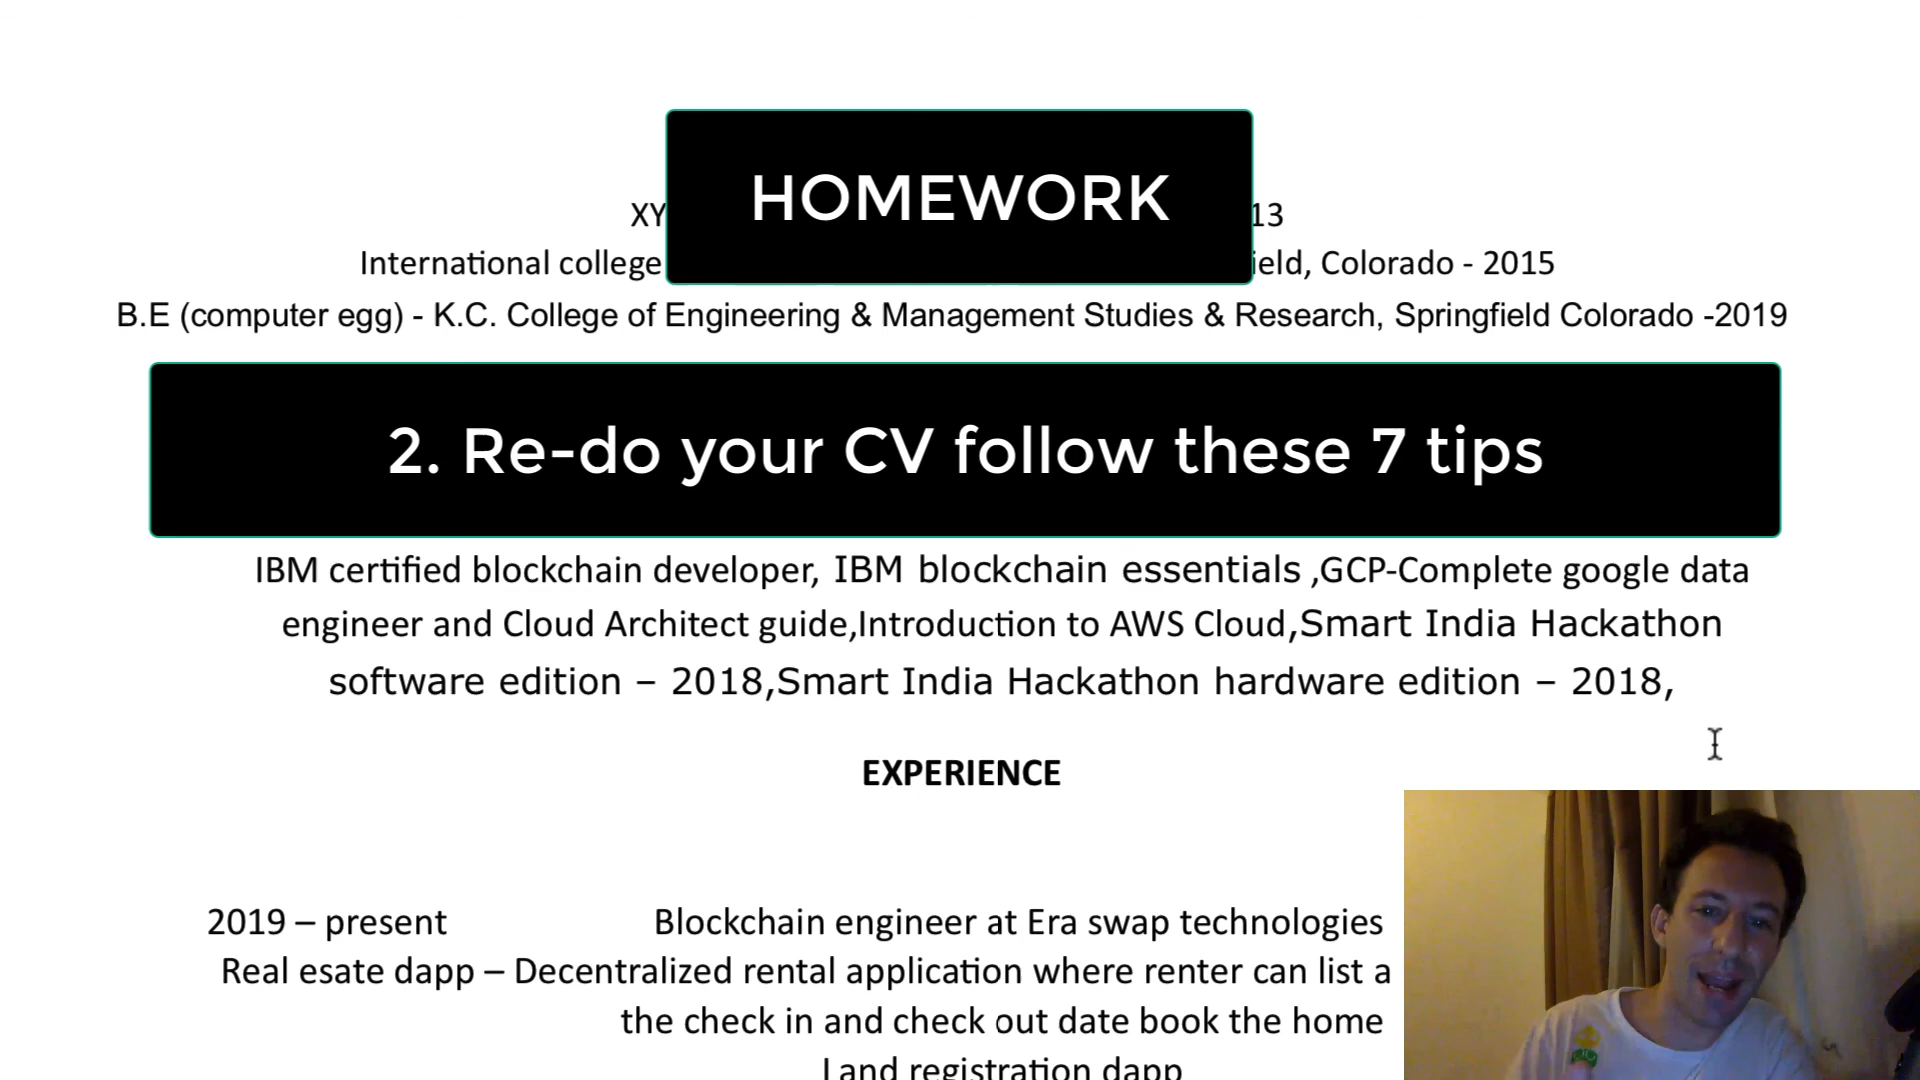 HOMEWORK
XY 13
International college ield, Colorado - 2015
B.E (computer egg) - K.C. College of Engineering & Management Studies & Research, Springfield Colorado -2019
2. Re-do your CV follow these 7 tips
IBM certified blockchain developer, IBM blockchain essentials ,GCP-Complete google data
engineer and Cloud Architect guide,Introduction to AWS Cloud,Smart India Hackathon
software edition – 2018,Smart India Hackathon hardware edition – 2018,
EXPERIENCE
2019 – present Blockchain engineer at Era swap technologies
Real esate dapp – Decentralized rental application where renter can list a
the check in and check out date book the home
Land registration dapp